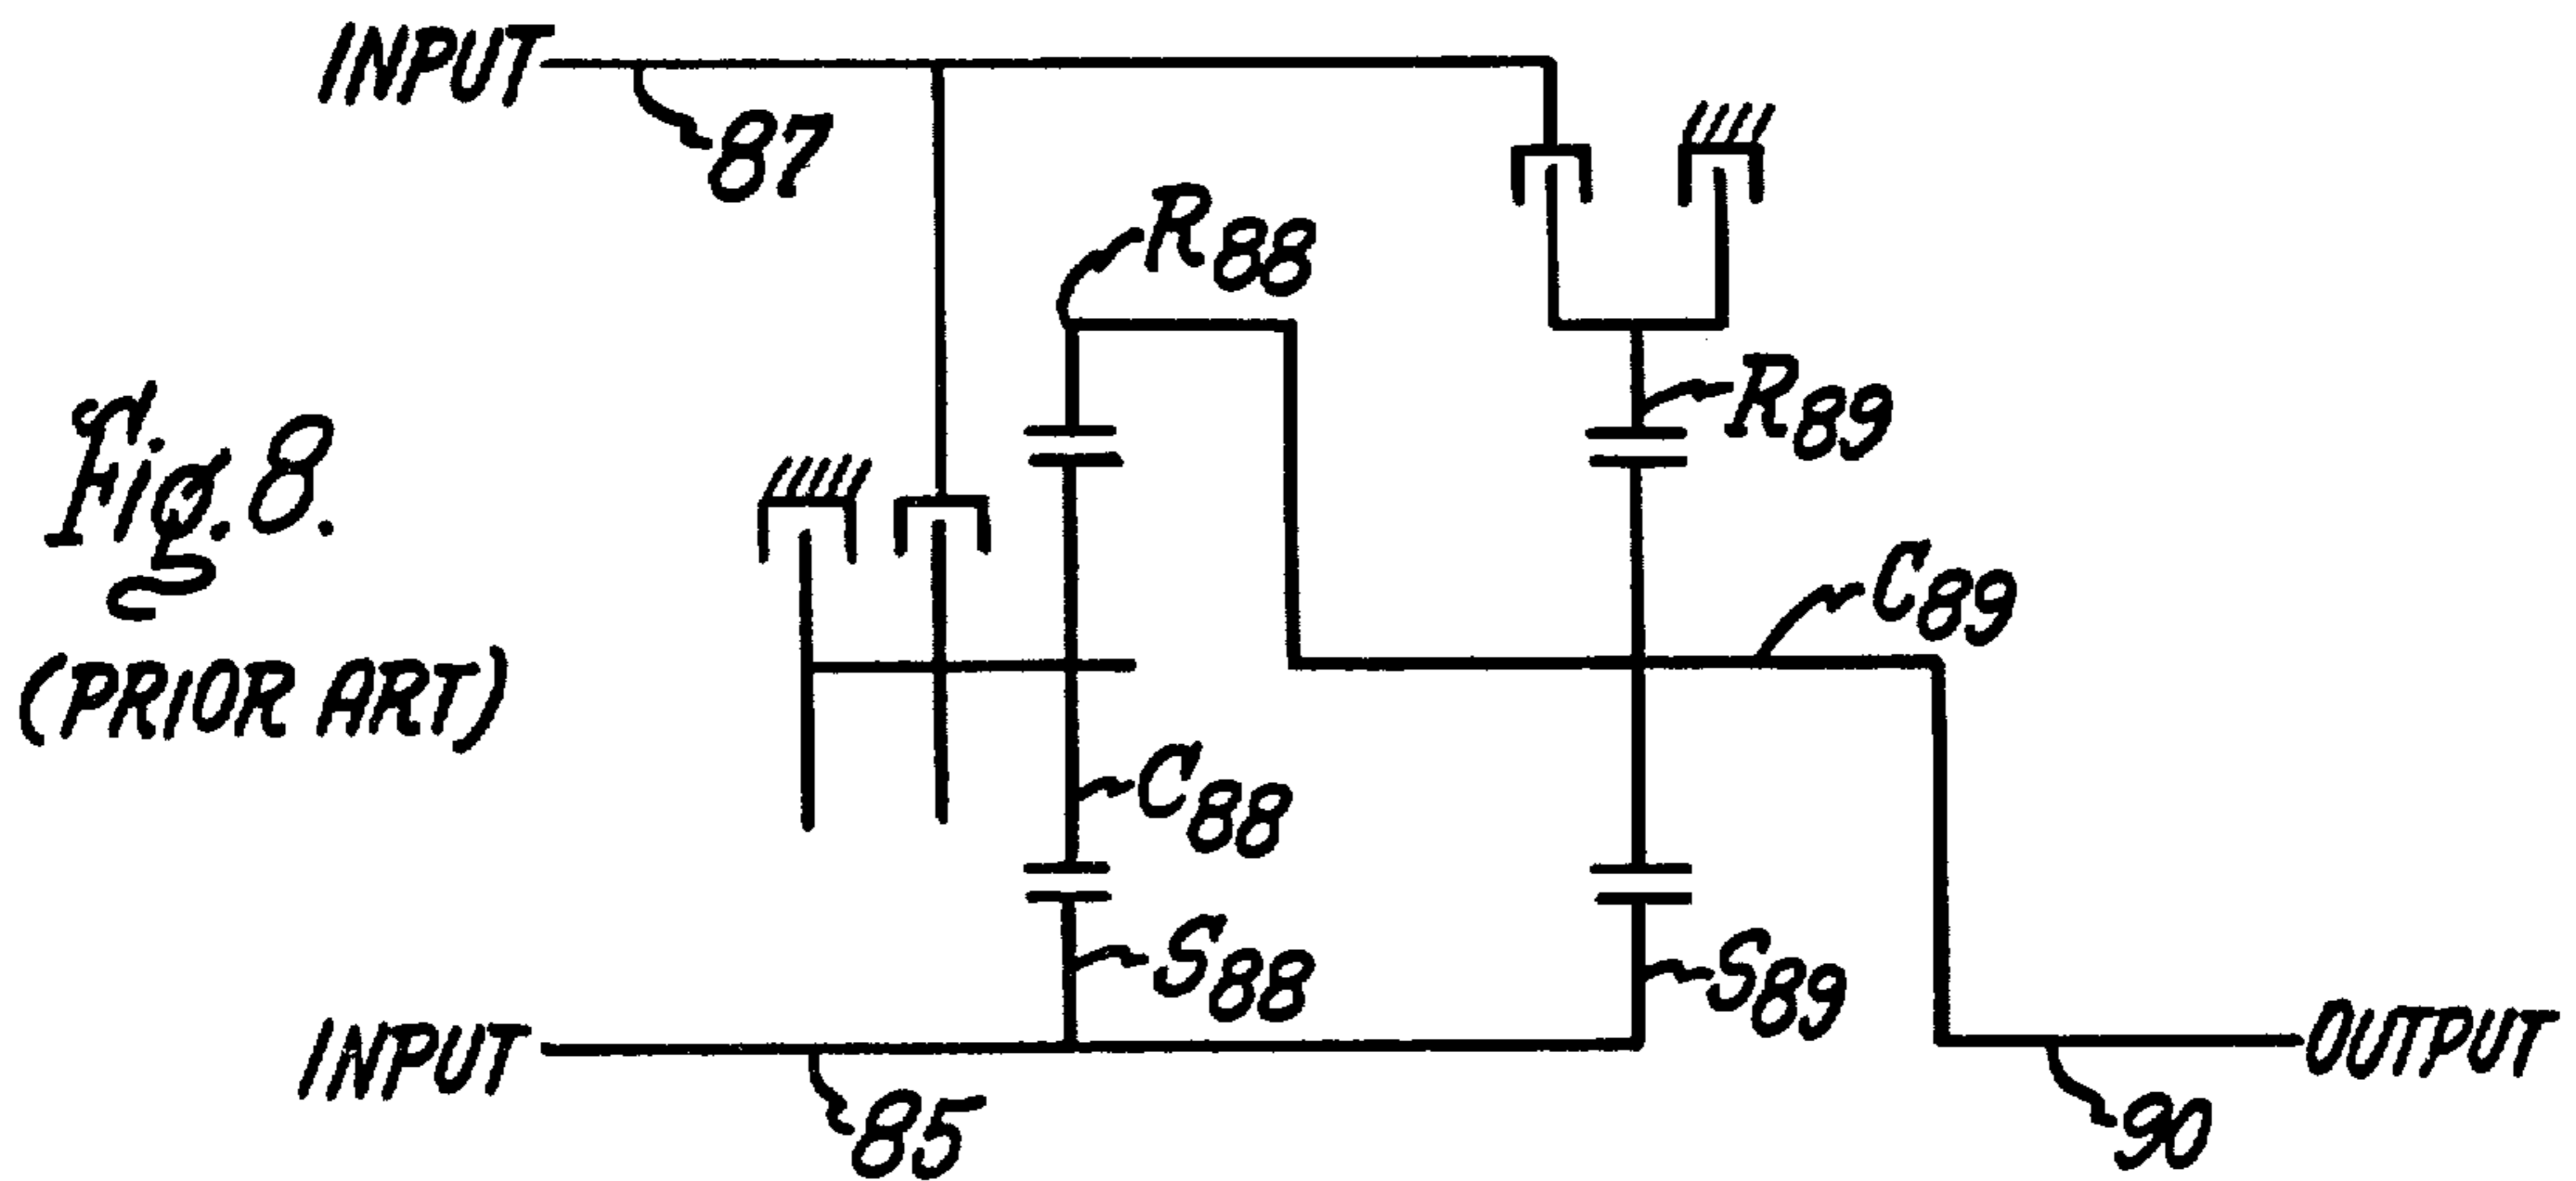 INPUT
87
R88
R89
Fig. 8.
C89
(PRIOR ART)
C88
S88
S89
INPUT
OUTPUT
85
90